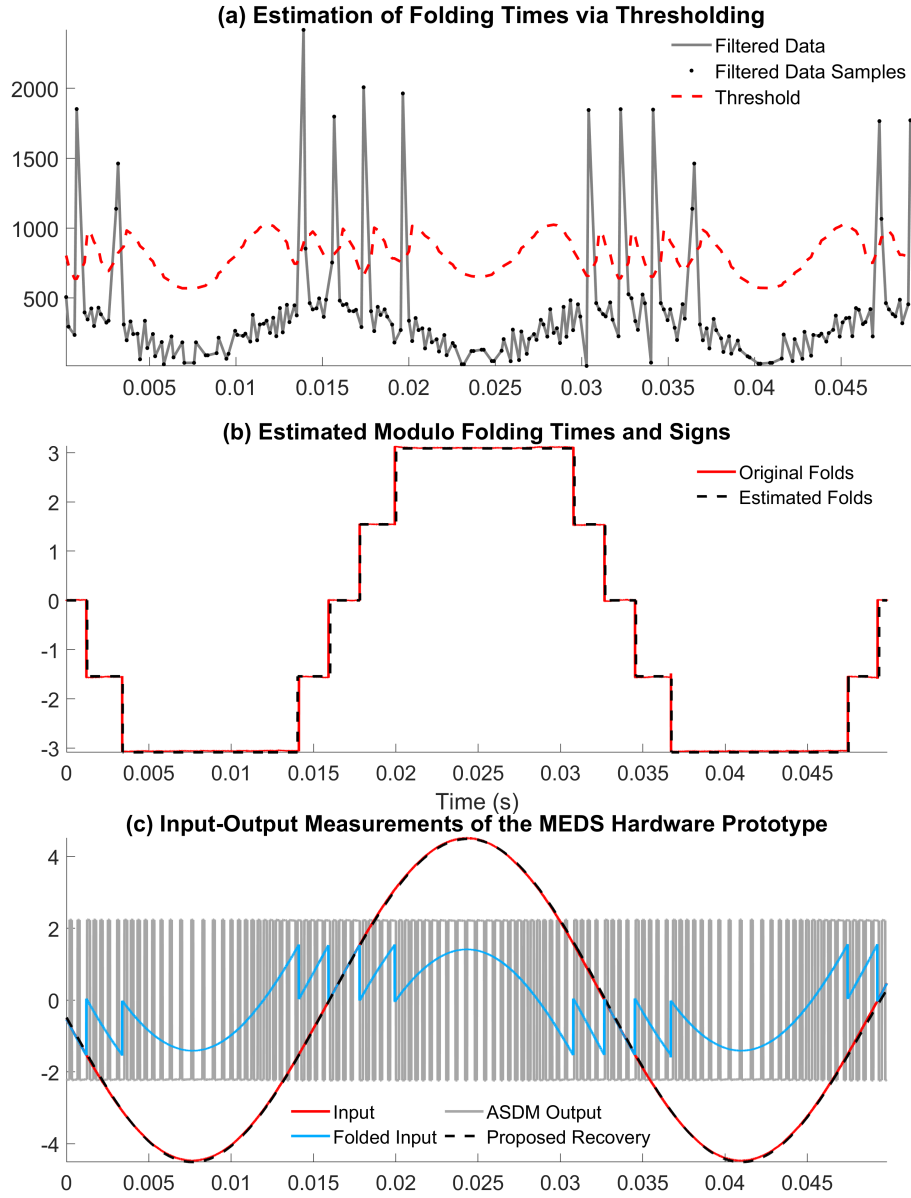 (a) Estimation of Folding Times via Thresholding
Filtered Data
Filtered Data Samples
Threshold
2000
1500
1000
500
0.005 0.01 0.015 0.02 0.025 0.03 0.035 0.04 0.045
(b) Estimated Modulo Folding Times and Signs
Original Folds
Estimated Folds
3
2
1
0
-1
-2
-3
0 0.005 0.01 0.015 0.02 0.025 0.03 0.035 0.04 0.045
Time (s)
(c) Input-Output Measurements of the MEDS Hardware Prototype
4
2
0
-2
-4
Input ASDM Output
Folded Input Proposed Recovery
0 0.005 0.01 0.015 0.02 0.025 0.03 0.035 0.04 0.045